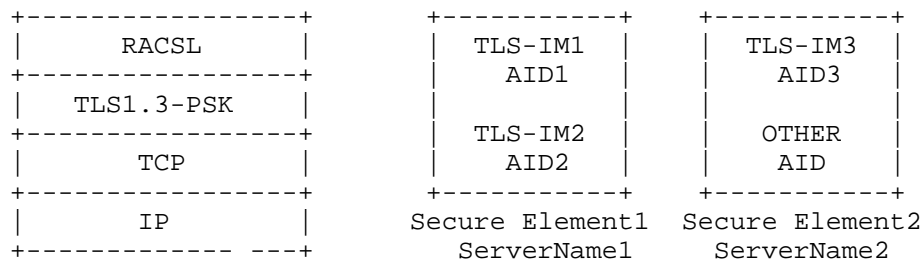 RACSL
TLS1.3-PSK
TCP
IP
TLS-IM1
AID1
TLS-IM2
AID2
Secure Element1
ServerName1
TLS-IM3
AID3
OTHER
AID
Secure Element2
ServerName2